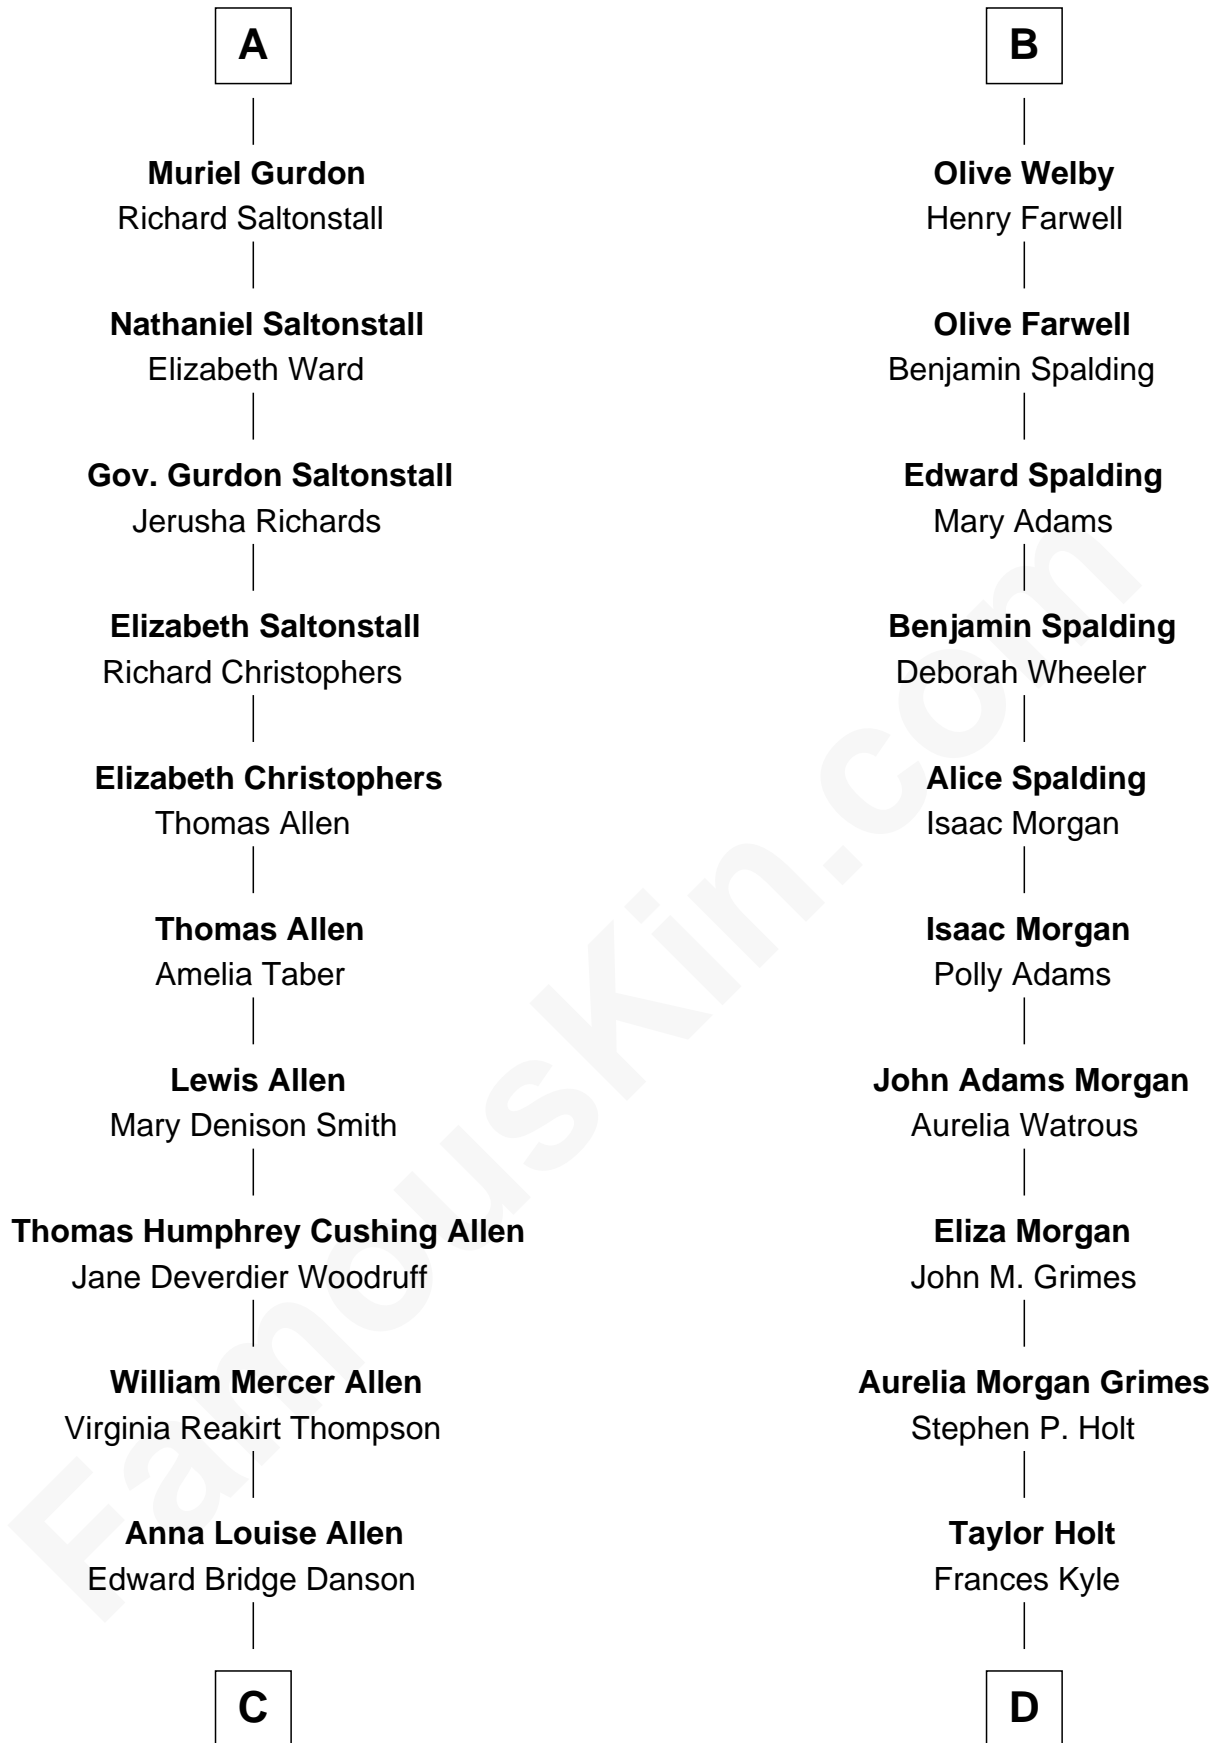 A
Muriel Gurdon
Richard Saltonstall
Nathaniel Saltonstall
Elizabeth Ward
Gov. Gurdon Saltonstall
Jerusha Richards
Elizabeth Saltonstall
Richard Christophers
Elizabeth Christophers
Thomas Allen
Thomas Allen
Amelia Taber
Lewis Allen
Mary Denison Smith
Thomas Humphrey Cushing Allen
Jane Deverdier Woodruff
William Mercer Allen
Virginia Reakirt Thompson
Anna Louise Allen
Edward Bridge Danson
C
B
Olive Welby
Henry Farwell
Olive Farwell
Benjamin Spalding
Edward Spalding
Mary Adams
Benjamin Spalding
Deborah Wheeler
Alice Spalding
Isaac Morgan
Isaac Morgan
Polly Adams
John Adams Morgan
Aurelia Watrous
Eliza Morgan
John M. Grimes
Aurelia Morgan Grimes
Stephen P. Holt
Taylor Holt
Frances Kyle
D
FamousKin.com